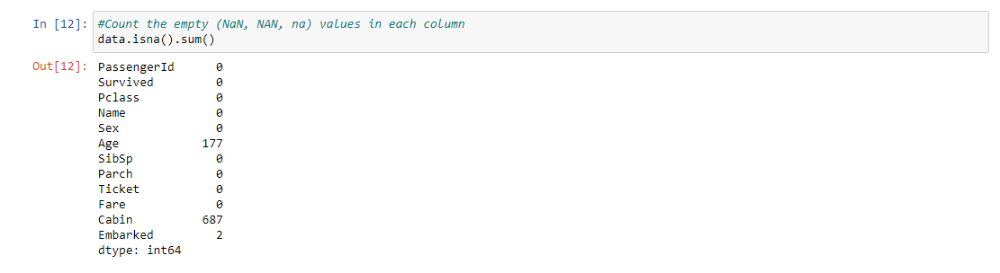 In [12]: #Count the empty (NaN, NAN, na) values in each column
data.isna().sum()
Out[12]: PassengerId 0
Survived 0
Pclass 0
Name 0
Sex 0
Age 177
SibSp 0
Parch 0
Ticket 0
Fare 0
Cabin 687
Embarked 2
dtype: int64